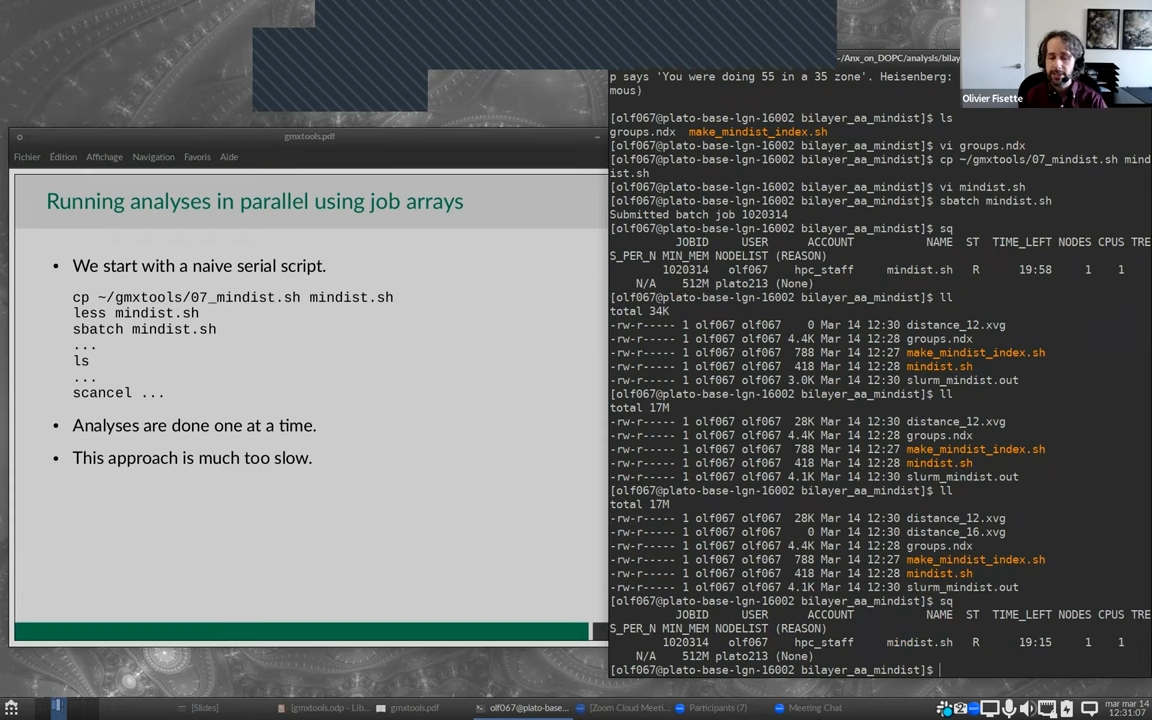 ~/Anx_on_DOPC/analysis/bilay
Olivier Fisette
gmxtools.pdf
Fichier Édition Affichage Navigation Favoris Aide
Running analyses in parallel using job arrays
• We start with a naive serial script.
cp ~/gmxtools/07_mindist.sh mindist.sh
less mindist.sh
sbatch mindist.sh
...
ls
...
scancel ...
• Analyses are done one at a time.
• This approach is much too slow.
p says 'You were doing 55 in a 35 zone'. Heisenberg:
mous)
[olf067@plato-base-lgn-16002 bilayer_aa_mindist]$ ls
groups.ndx make_mindist_index.sh
[olf067@plato-base-lgn-16002 bilayer_aa_mindist]$ vi groups.ndx
[olf067@plato-base-lgn-16002 bilayer_aa_mindist]$ cp ~/gmxtools/07_mindist.sh mind
ist.sh
[olf067@plato-base-lgn-16002 bilayer_aa_mindist]$ vi mindist.sh
[olf067@plato-base-lgn-16002 bilayer_aa_mindist]$ sbatch mindist.sh
Submitted batch job 1020314
[olf067@plato-base-lgn-16002 bilayer_aa_mindist]$ sq
JOBID USER ACCOUNT NAME ST TIME_LEFT NODES CPUS TRE
S_PER_N MIN_MEM NODELIST (REASON)
1020314 olf067 hpc_staff mindist.sh R 19:58 1 1
N/A 512M plato213 (None)
[olf067@plato-base-lgn-16002 bilayer_aa_mindist]$ ll
total 34K
-rw-r----- 1 olf067 olf067 0 Mar 14 12:30 distance_12.xvg
-rw-r----- 1 olf067 olf067 4.4K Mar 14 12:28 groups.ndx
-rw-r----- 1 olf067 olf067 788 Mar 14 12:27 make_mindist_index.sh
-rw-r----- 1 olf067 olf067 418 Mar 14 12:28 mindist.sh
-rw-r----- 1 olf067 olf067 3.0K Mar 14 12:30 slurm_mindist.out
[olf067@plato-base-lgn-16002 bilayer_aa_mindist]$ ll
total 17M
-rw-r----- 1 olf067 olf067 28K Mar 14 12:30 distance_12.xvg
-rw-r----- 1 olf067 olf067 4.4K Mar 14 12:28 groups.ndx
-rw-r----- 1 olf067 olf067 788 Mar 14 12:27 make_mindist_index.sh
-rw-r----- 1 olf067 olf067 418 Mar 14 12:28 mindist.sh
-rw-r----- 1 olf067 olf067 4.1K Mar 14 12:30 slurm_mindist.out
[olf067@plato-base-lgn-16002 bilayer_aa_mindist]$ ll
total 17M
-rw-r----- 1 olf067 olf067 28K Mar 14 12:30 distance_12.xvg
-rw-r----- 1 olf067 olf067 0 Mar 14 12:30 distance_16.xvg
-rw-r----- 1 olf067 olf067 4.4K Mar 14 12:28 groups.ndx
-rw-r----- 1 olf067 olf067 788 Mar 14 12:27 make_mindist_index.sh
-rw-r----- 1 olf067 olf067 418 Mar 14 12:28 mindist.sh
-rw-r----- 1 olf067 olf067 4.1K Mar 14 12:30 slurm_mindist.out
[olf067@plato-base-lgn-16002 bilayer_aa_mindist]$ sq
JOBID USER ACCOUNT NAME ST TIME_LEFT NODES CPUS TRE
S_PER_N MIN_MEM NODELIST (REASON)
1020314 olf067 hpc_staff mindist.sh R 19:15 1 1
N/A 512M plato213 (None)
[olf067@plato-base-lgn-16002 bilayer_aa_mindist]$
[Slides] [gmxtools.odp - Lib... gmxtools.pdf olf067@plato-base... [Zoom Cloud Meeti... Participants (7) Meeting Chat 2 mar mar 14
12:31:07